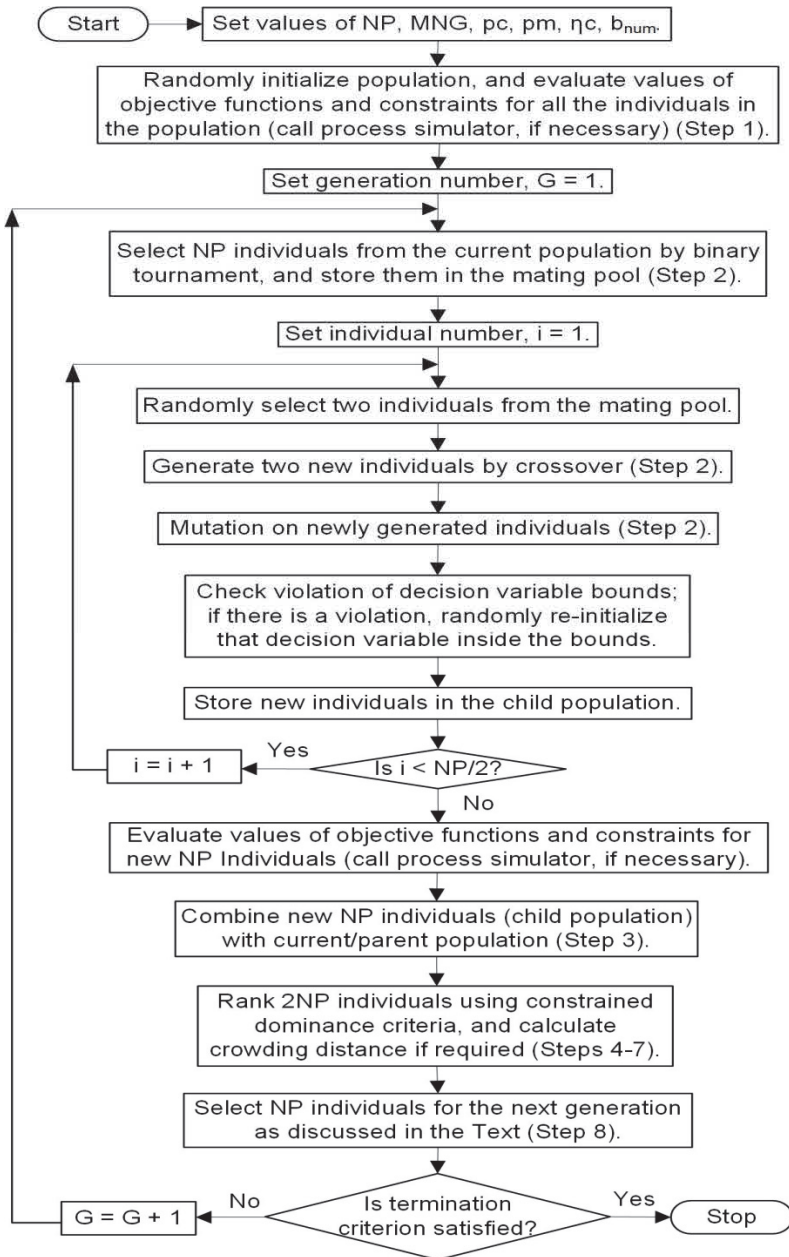 Start
Set values of NP, MNG, pc, pm, ηc, bnum.
Randomly initialize population, and evaluate values of
objective functions and constraints for all the individuals in
the population (call process simulator, if necessary) (Step 1).
Set generation number, G = 1.
Select NP individuals from the current population by binary
tournament, and store them in the mating pool (Step 2).
Set individual number, i = 1.
Randomly select two individuals from the mating pool.
Generate two new individuals by crossover (Step 2).
Mutation on newly generated individuals (Step 2).
Check violation of decision variable bounds;
if there is a violation, randomly re-initialize
that decision variable inside the bounds.
Store new individuals in the child population.
i = i + 1
Yes
Is i < NP/2?
No
Evaluate values of objective functions and constraints for
new NP Individuals (call process simulator, if necessary).
Combine new NP individuals (child population)
with current/parent population (Step 3).
Rank 2NP individuals using constrained
dominance criteria, and calculate
crowding distance if required (Steps 4-7).
Select NP individuals for the next generation
as discussed in the Text (Step 8).
G = G + 1
No
Is termination
criterion satisfied?
Yes
Stop